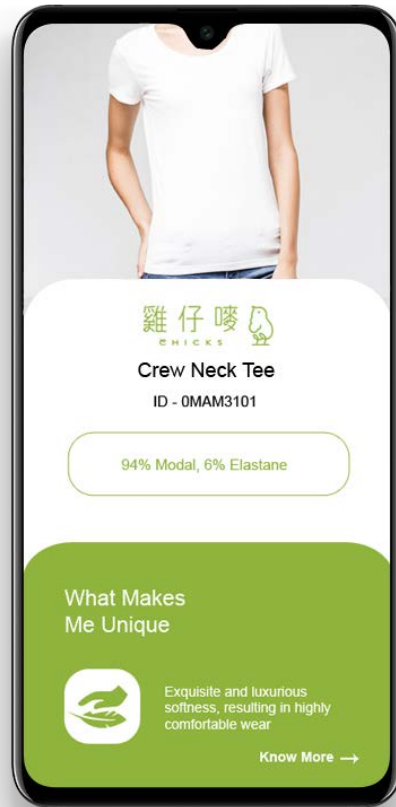 雞仔嘜
CHICKS
Crew Neck Tee
ID - 0MAM3101
94% Modal, 6% Elastane
What Makes
Me Unique
Exquisite and luxurious
softness, resulting in highly
comfortable wear
Know More →